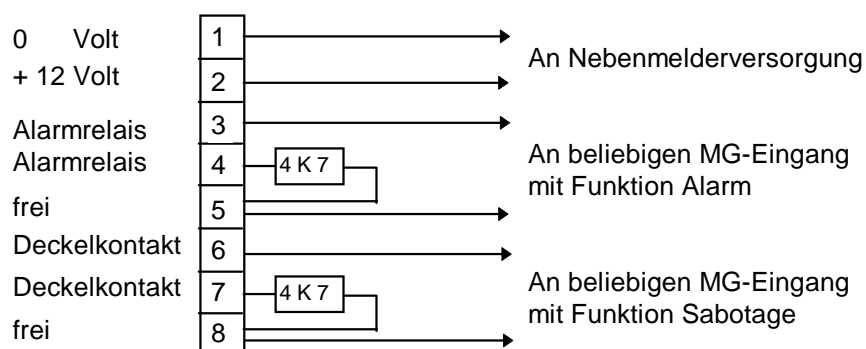 0 Volt 1
+ 12 Volt 2 An Nebenmelderversorgung
Alarmrelais 3
Alarmrelais 4 4 K 7 An beliebigen MG-Eingang
mit Funktion Alarm
frei 5
Deckelkontakt 6
Deckelkontakt 7 4 K 7 An beliebigen MG-Eingang
mit Funktion Sabotage
frei 8